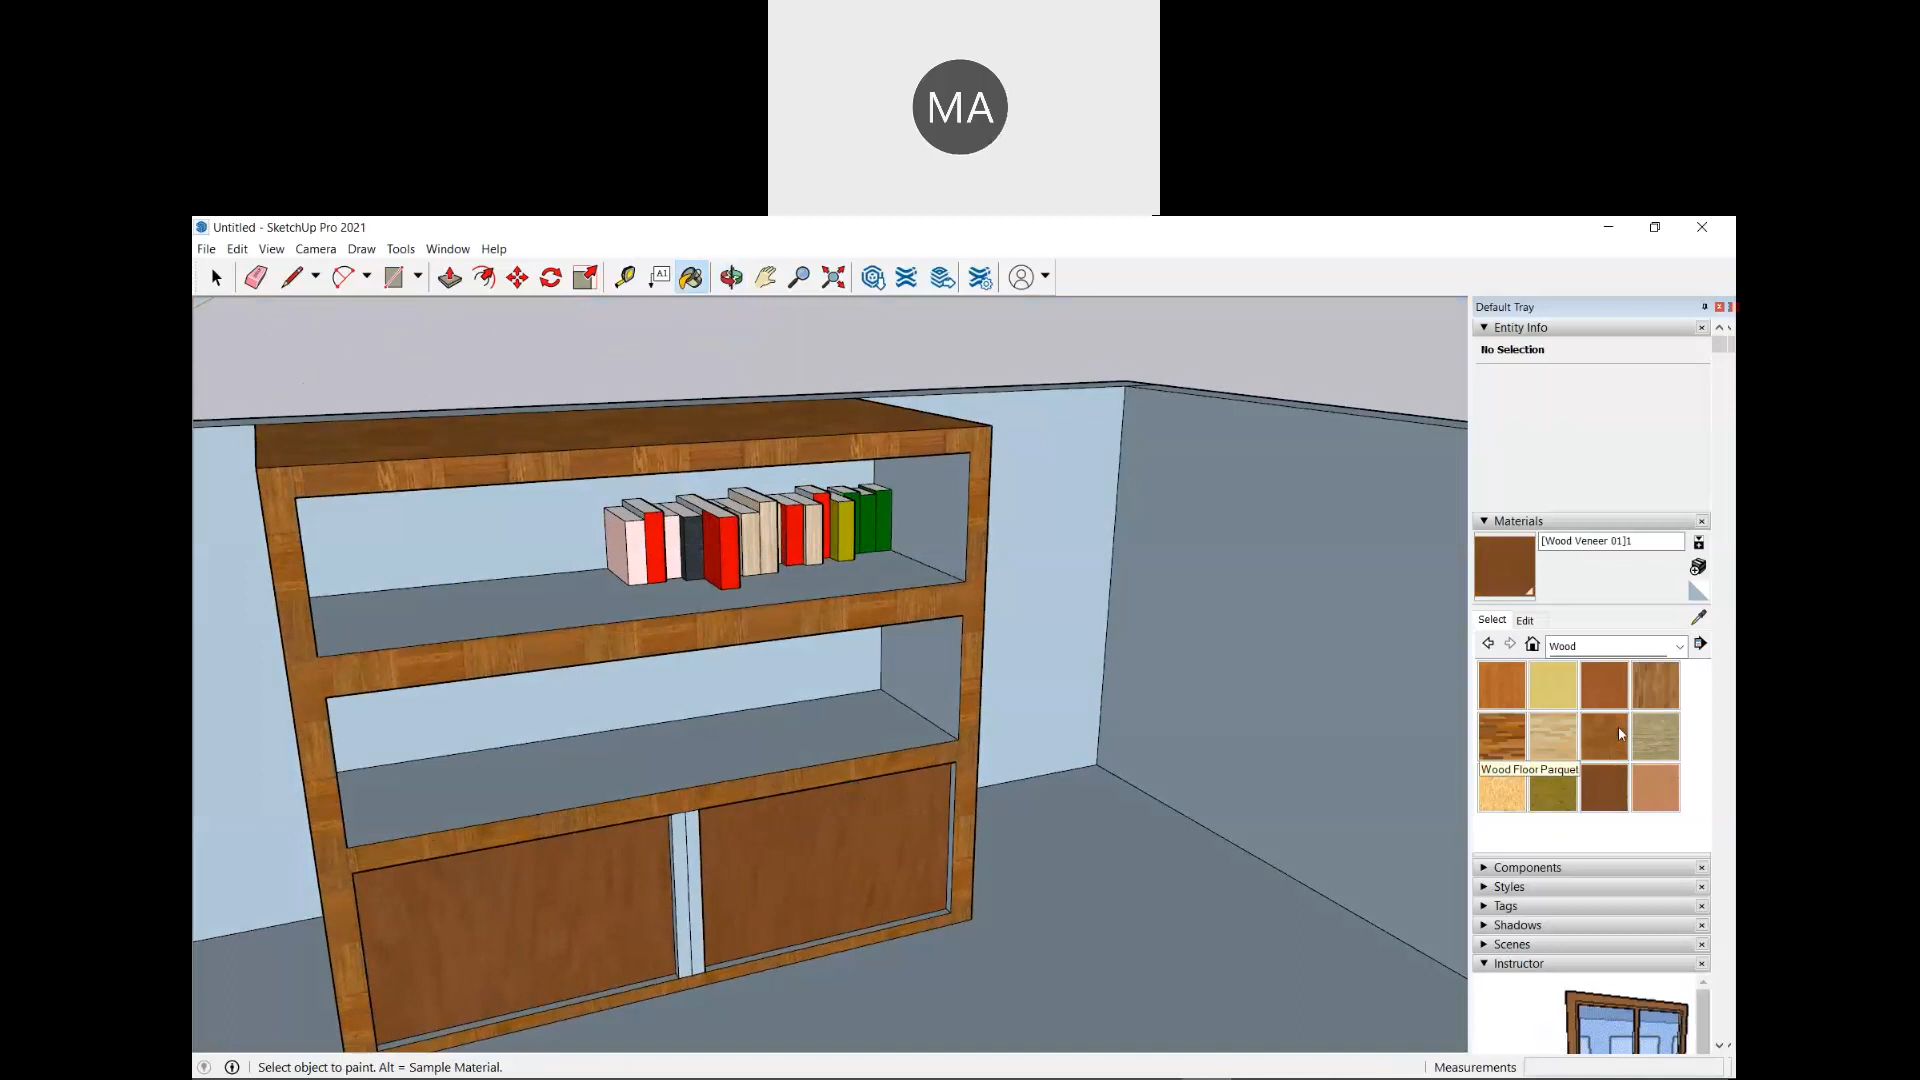 MA
Untitled - SketchUp Pro 2021
File Edit View Camera Draw Tools Window Help
A1
Default Tray
Entity Info
No Selection
Materials
[Wood Veneer 01]1
Select Edit
Wood
Wood Floor Parquet
Components
Styles
Tags
Shadows
Scenes
Instructor
Select object to paint. Alt = Sample Material.
Measurements